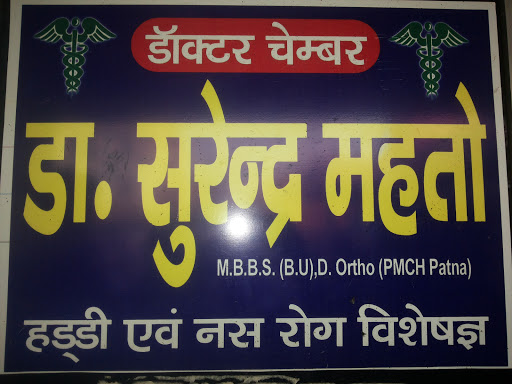 डॉक्टर चेम्बर
डा. सुरेन्द्र महतो
M.B.B.S. (B.U),D. Ortho (PMCH Patna)
हड्डी एवं नस रोग विशेषज्ञ